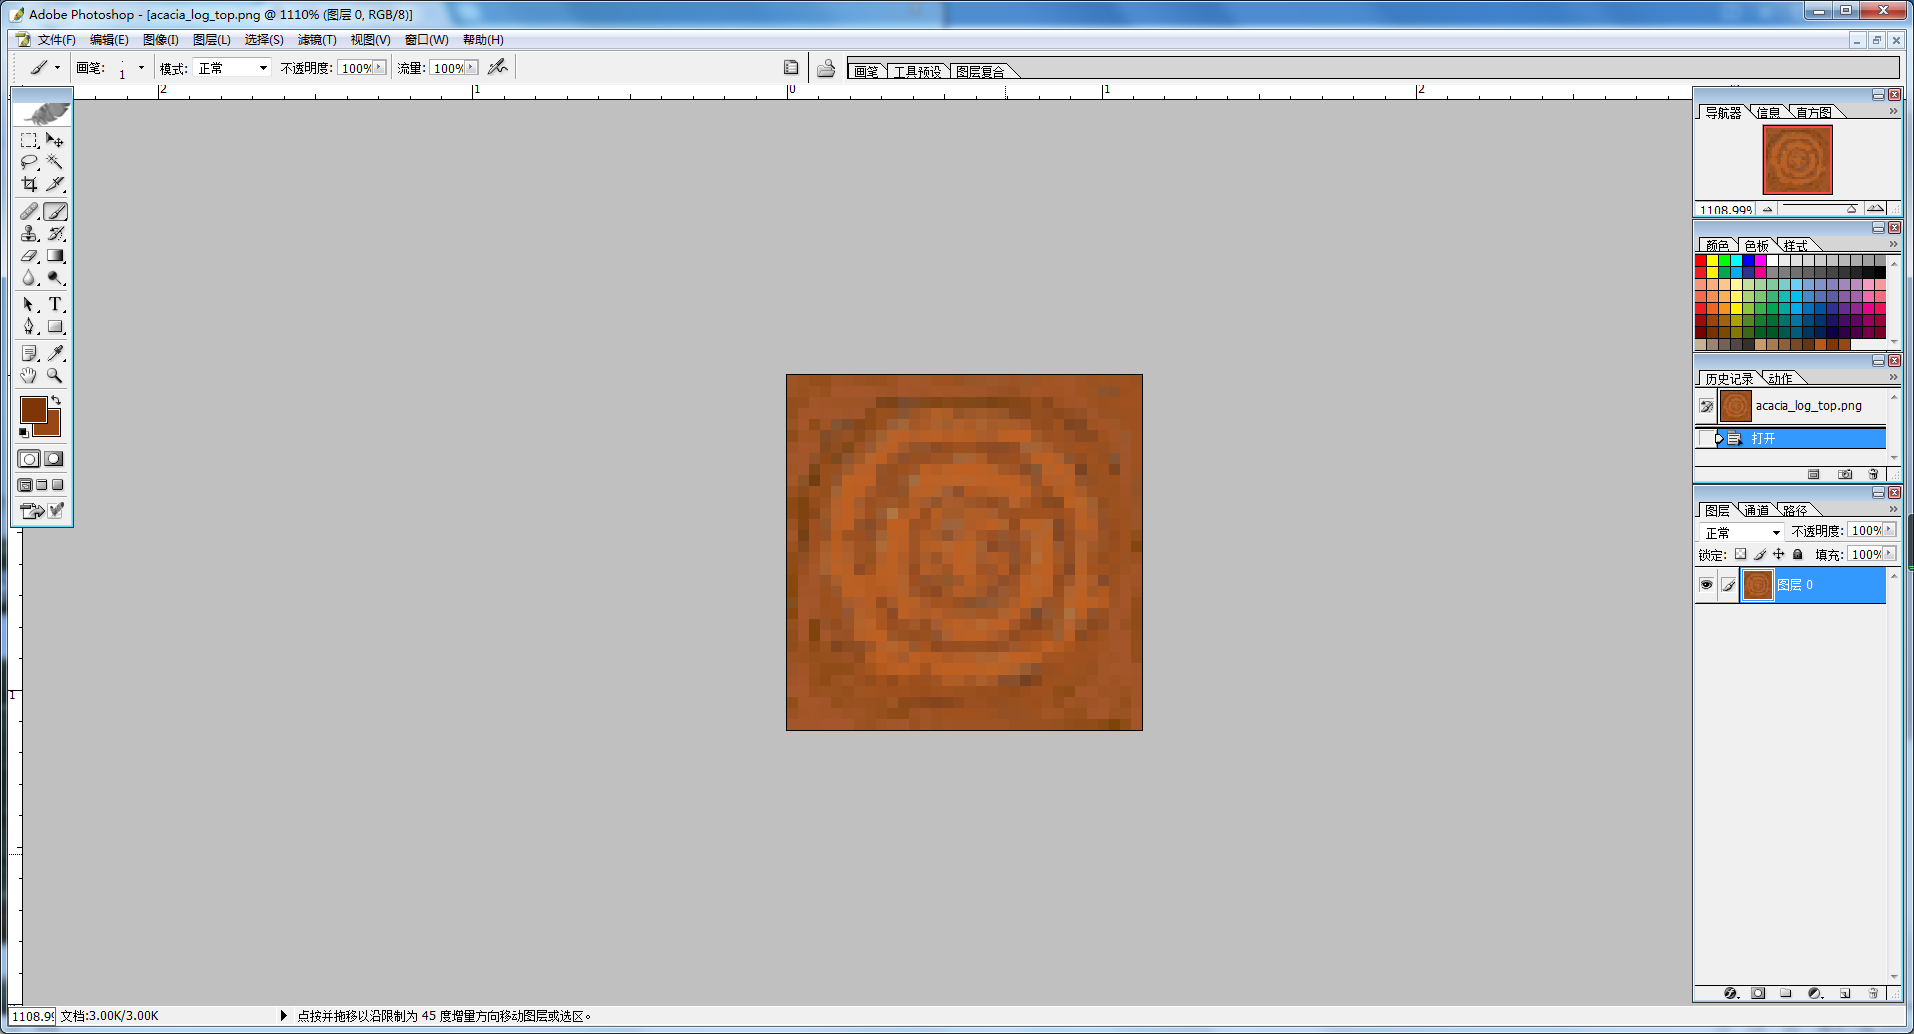 Adobe Photoshop - [acacia_log_top.png @ 1110% (图层 0, RGB/8)]
文件(F) 编辑(E) 图像(I) 图层(L) 选择(S) 滤镜(T) 视图(V) 窗口(W) 帮助(H)
画笔: 1 模式: 正常 不透明度: 100% 流量: 100% 画笔 工具预设 图层复合
2 1 0 1 2
导航器 信息 直方图
1108.99%
颜色 色板 样式
历史记录 动作
acacia_log_top.png
打开
图层 通道 路径
正常 不透明度: 100%
锁定: 填充: 100%
图层 0
1
1108.99 文档:3.00K/3.00K 点按并拖移以沿限制为 45 度增量方向移动图层或选区。